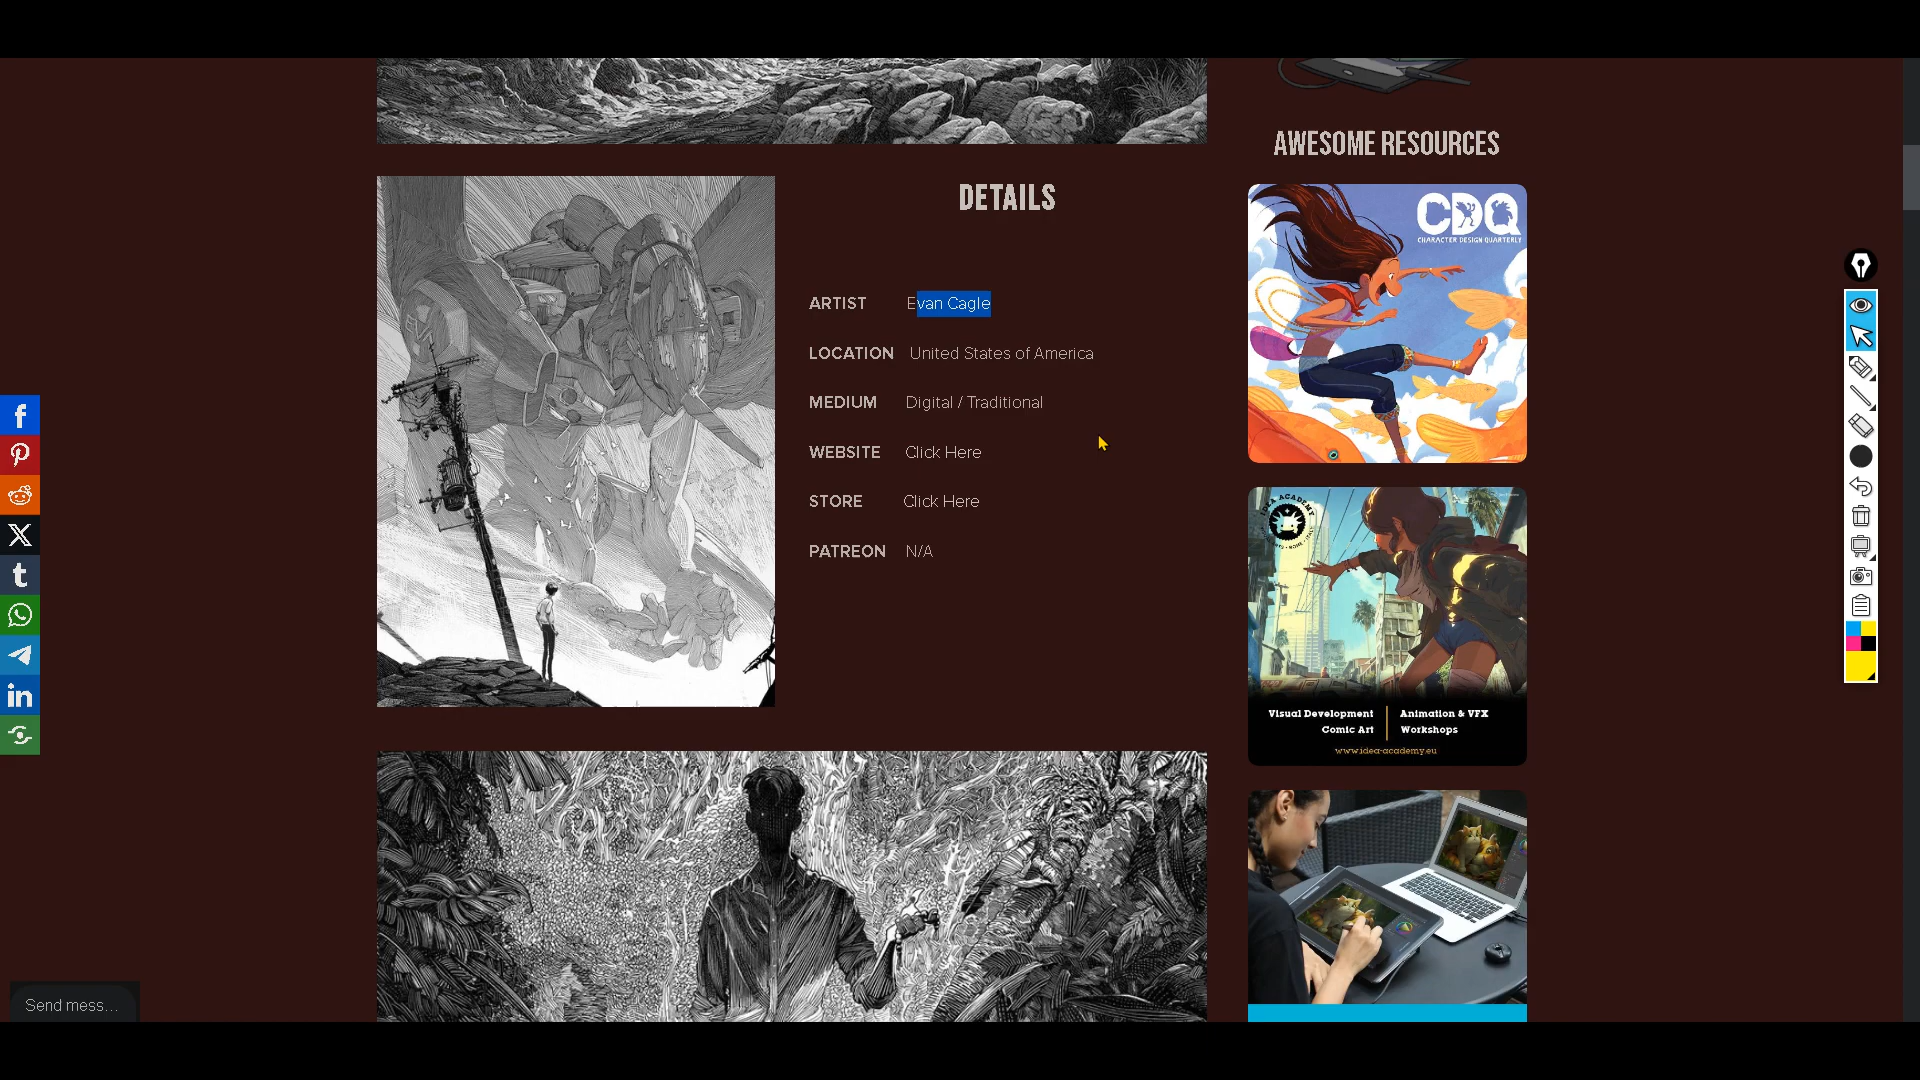 AWESOME RESOURCES
DETAILS
ARTIST Evan Cagle
LOCATION United States of America
MEDIUM Digital / Traditional
WEBSITE Click Here
STORE Click Here
PATREON N/A
CDQ
CHARACTER DESIGN QUARTERLY
IDEA ACADEMY
Visual Development
Comic Art
Animation & VFX
Workshops
www.idea-academy.eu
Send mess...